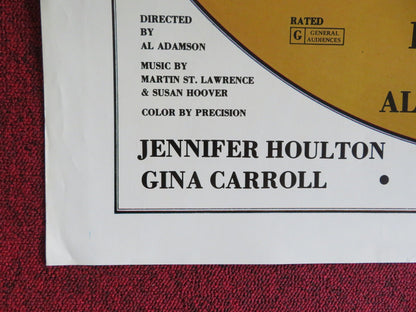 DIRECTED
BY
AL ADAMSON
MUSIC BY
MARTIN ST. LAWRENCE
& SUSAN HOOVER
COLOR BY PRECISION
RATED
G GENERAL
AUDIENCES
AL
JENNIFER HOULTON
GINA CARROLL •